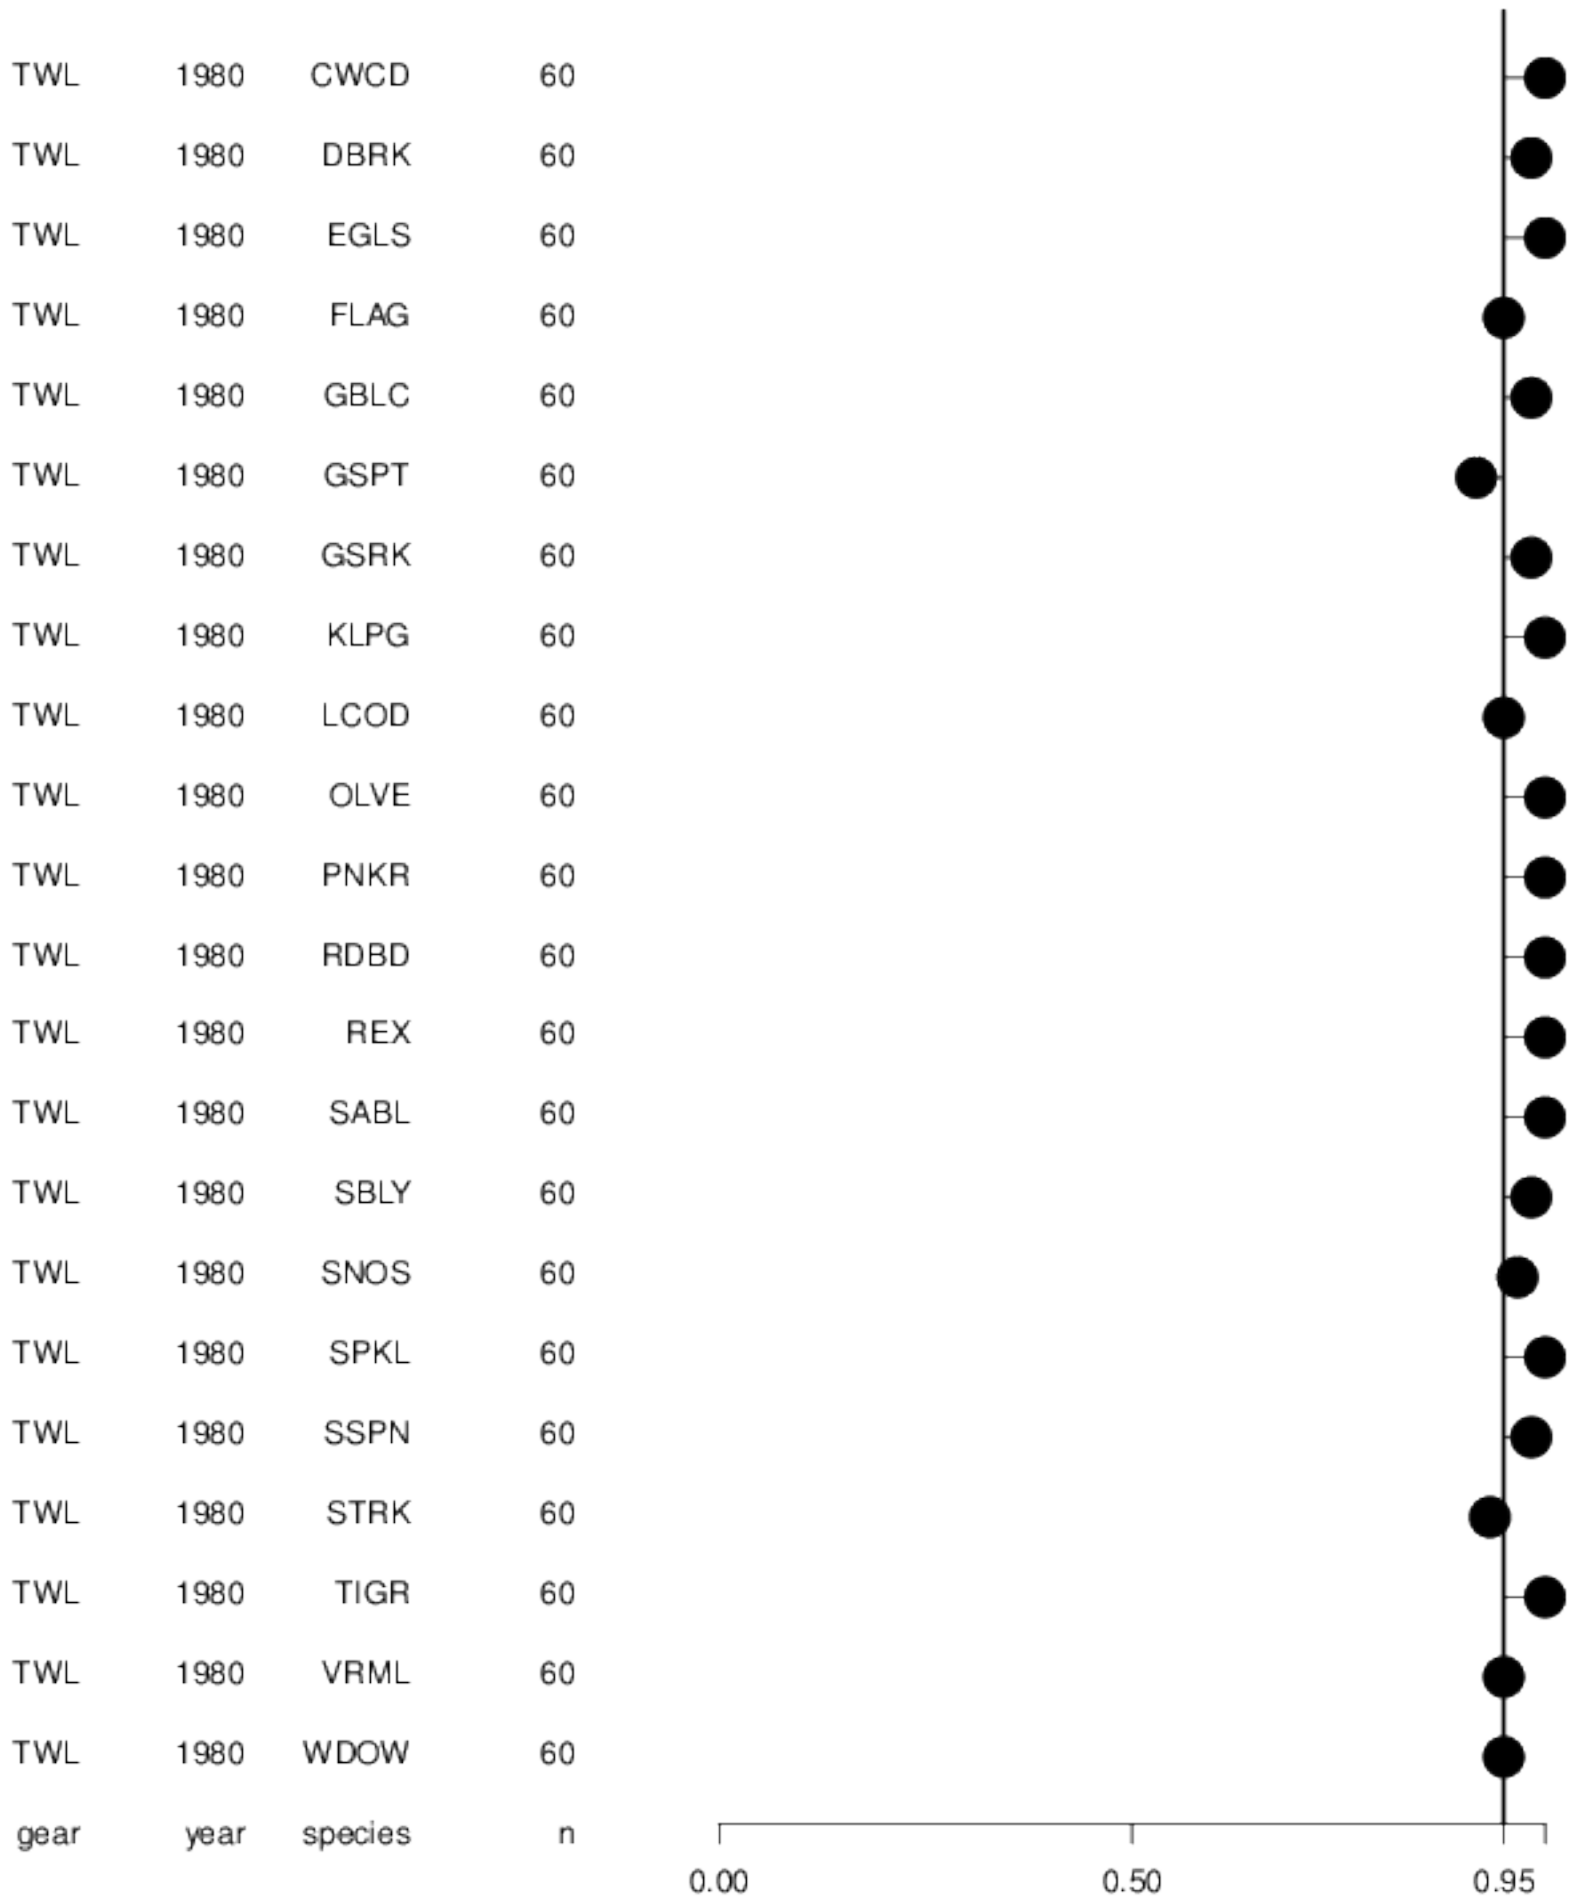 TWL 1980 CWCD 60
TWL 1980 DBRK 60
TWL 1980 EGLS 60
TWL 1980 FLAG 60
TWL 1980 GBLC 60
TWL 1980 GSPT 60
TWL 1980 GSRK 60
TWL 1980 KLPG 60
TWL 1980 LCOD 60
TWL 1980 OLVE 60
TWL 1980 PNKR 60
TWL 1980 RDBD 60
TWL 1980 REX 60
TWL 1980 SABL 60
TWL 1980 SBLY 60
TWL 1980 SNOS 60
TWL 1980 SPKL 60
TWL 1980 SSPN 60
TWL 1980 STRK 60
TWL 1980 TIGR 60
TWL 1980 VRML 60
TWL 1980 WDOW 60
gear year species n
0.00 0.50 0.95